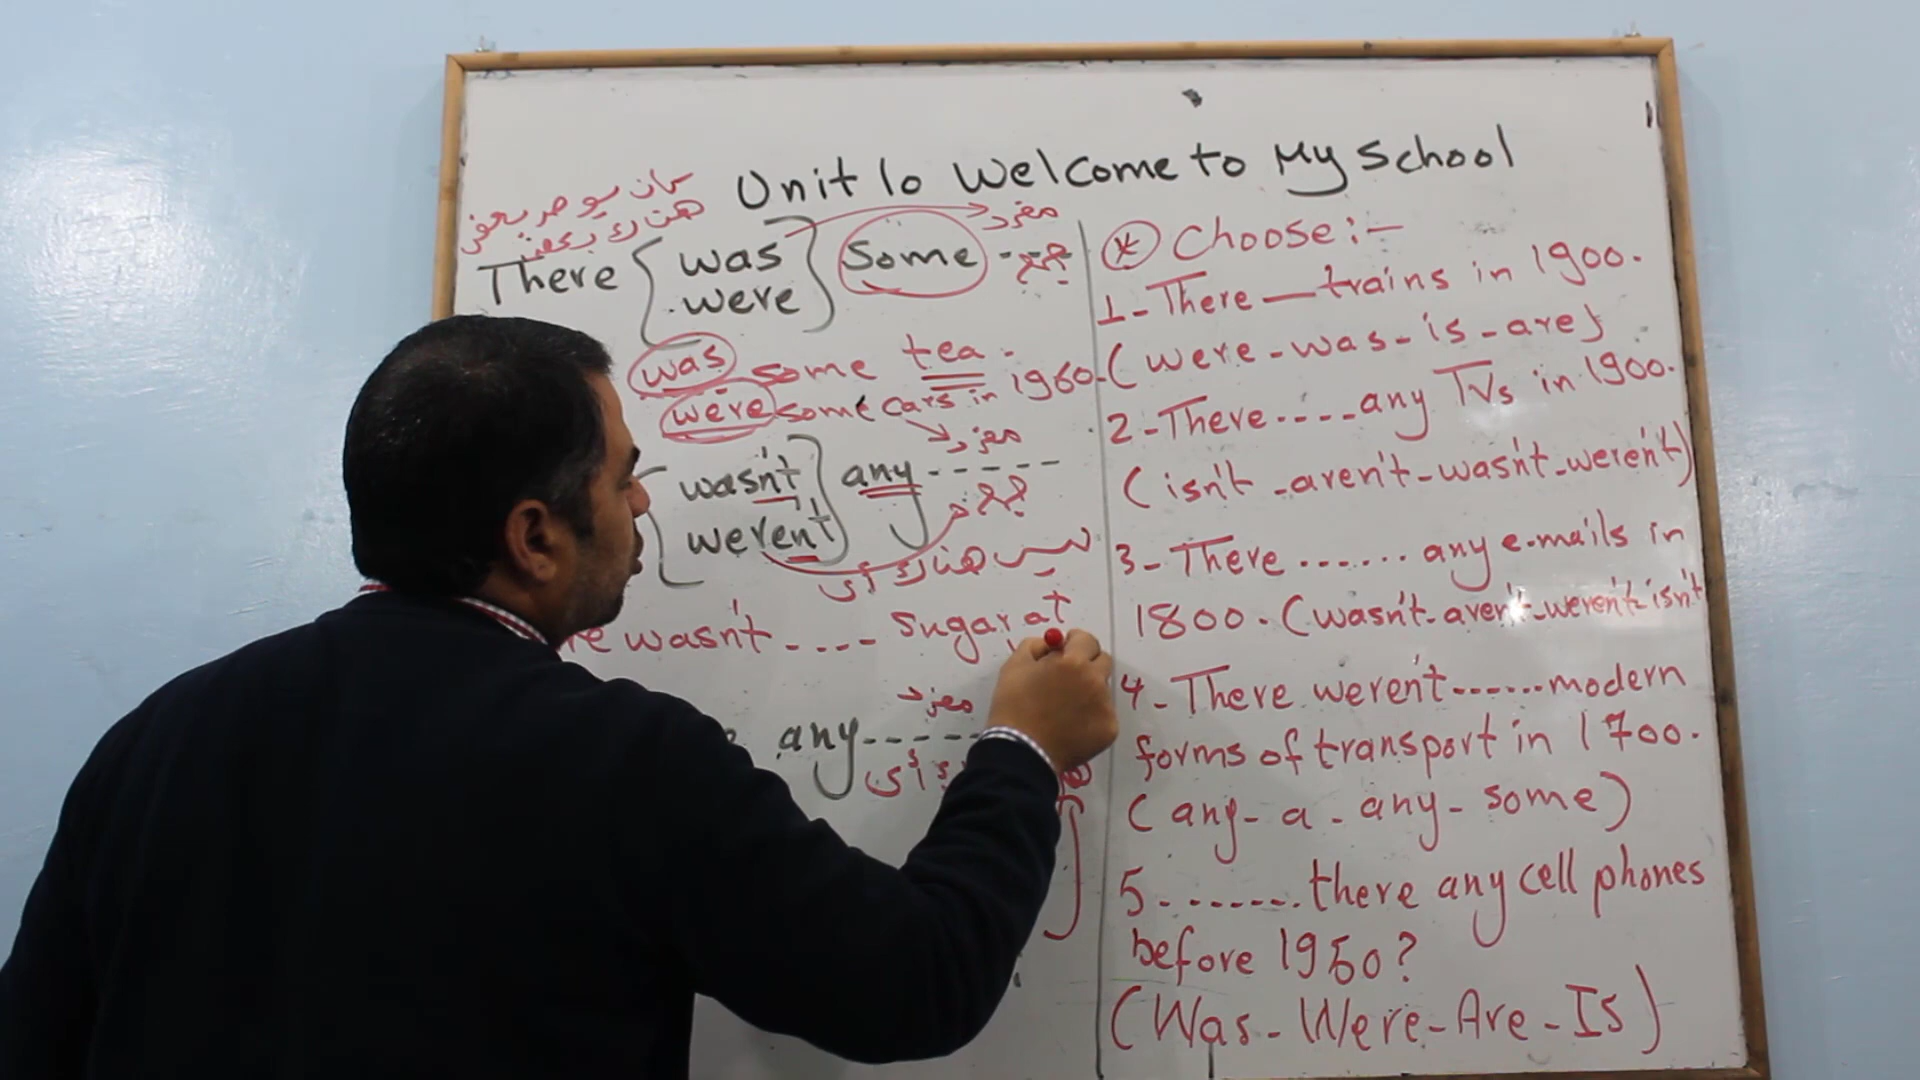 Unit 10 Welcome to My School
كان يوجد بعض
هناك بعض
There { was
were } Some ----- مفرد
جمع
was some tea.
were some cars in 1960.
wasn't
weren't } any ------ مفرد
جمع
ليس هناك أى
wasn't .... Sugar at
any----- مفرد
أى
* Choose:-
1-There — trains in 1900.
(were-was-is-are)
2-There....any TVs in 1900.
(isn't-aren't-wasn't-weren't)
3-There .......any e.mails in
1800. (wasn't-aren't-weren't-isn't
4-There weren't ......modern
forms of transport in 1700.
(any-a-any-some)
5.......... there any cell phones
before 1950?
(Was-Were-Are-Is)